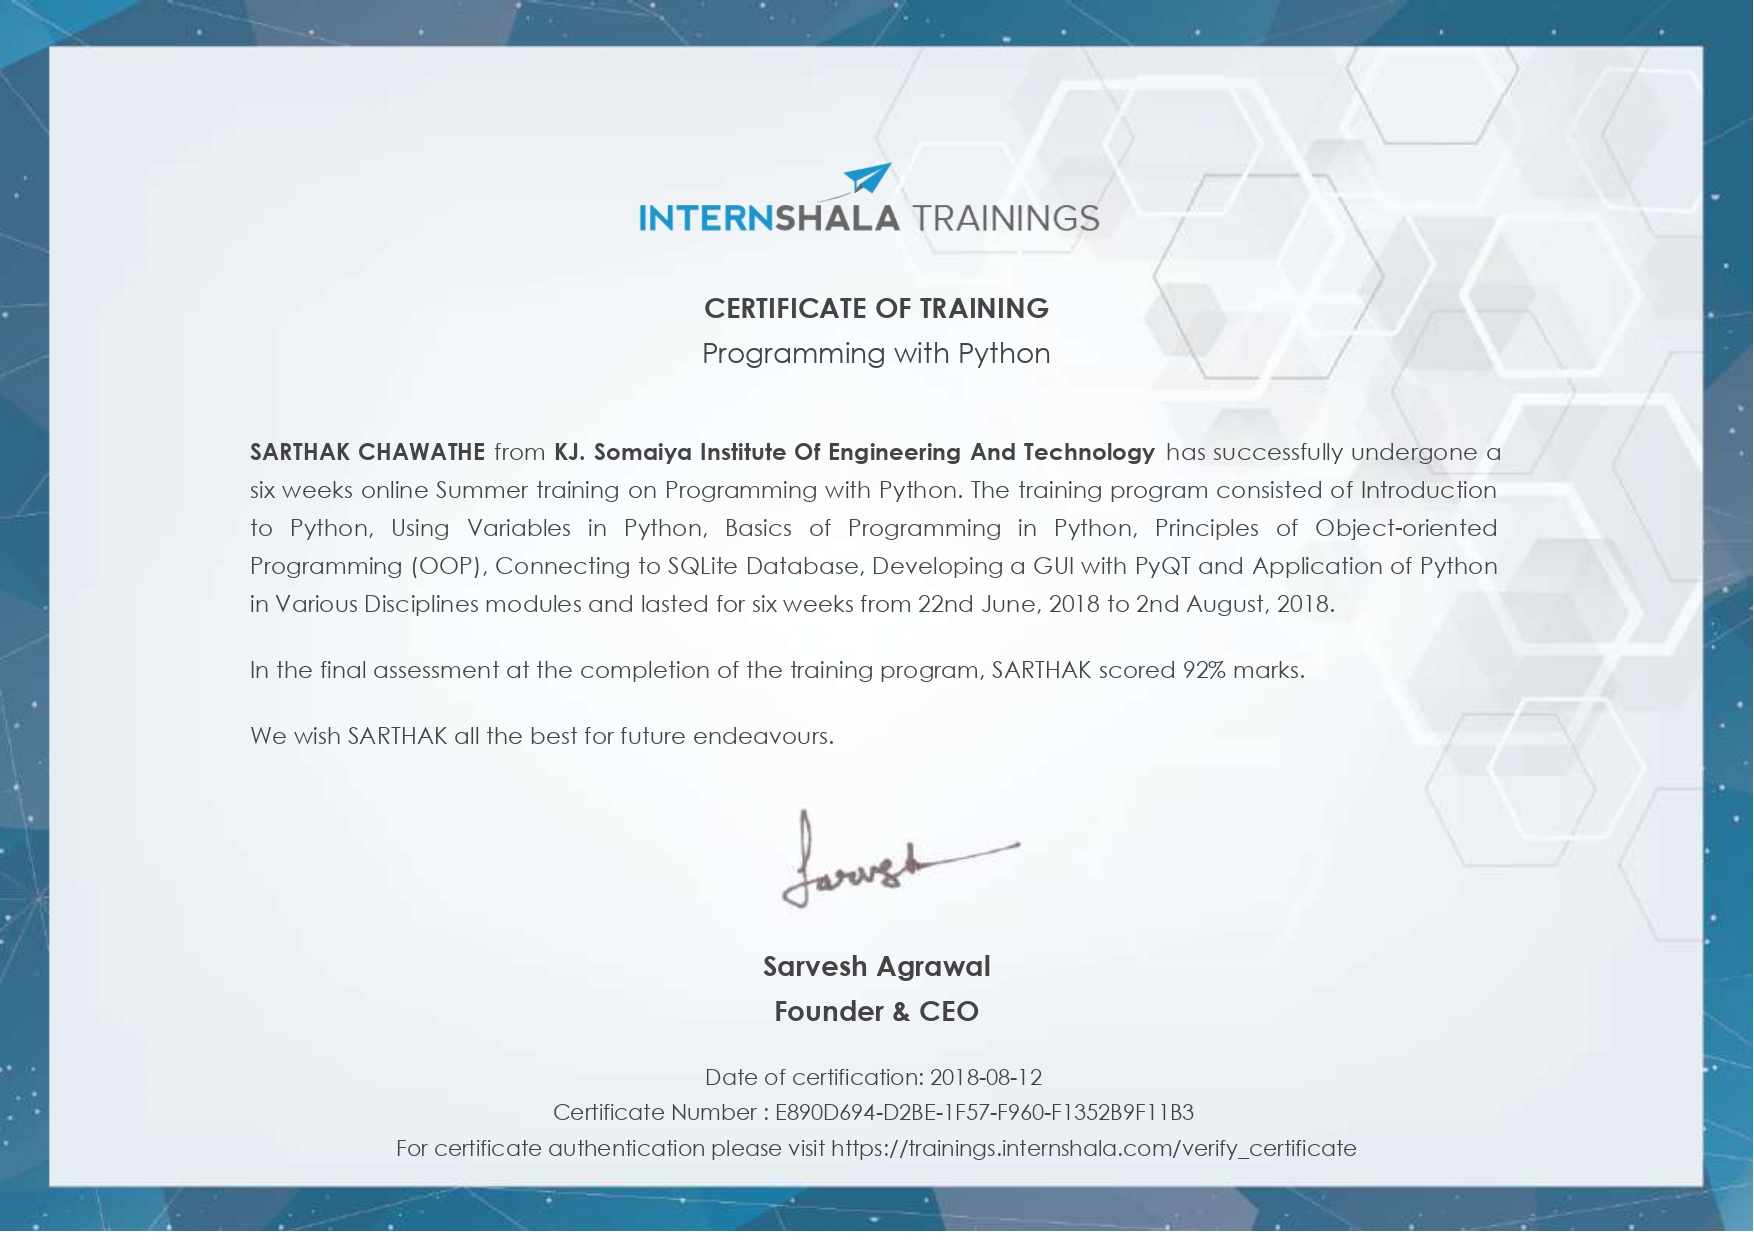 INTERNSHALA TRAININGS
CERTIFICATE OF TRAINING
Programming with Python
SARTHAK CHAWATHE from KJ. Somaiya Institute Of Engineering And Technology has successfully undergone a
six weeks online Summer training on Programming with Python. The training program consisted of Introduction
to Python, Using Variables in Python, Basics of Programming in Python, Principles of Object-oriented
Programming (OOP), Connecting to SQLite Database, Developing a GUI with PyQT and Application of Python
in Various Disciplines modules and lasted for six weeks from 22nd June, 2018 to 2nd August, 2018.
In the final assessment at the completion of the training program, SARTHAK scored 92% marks.
We wish SARTHAK all the best for future endeavours.
Sarvesh
Sarvesh Agrawal
Founder & CEO
Date of certification: 2018-08-12
Certificate Number : E890D694-D2BE-1F57-F960-F1352B9F11B3
For certificate authentication please visit https://trainings.internshala.com/verify_certificate